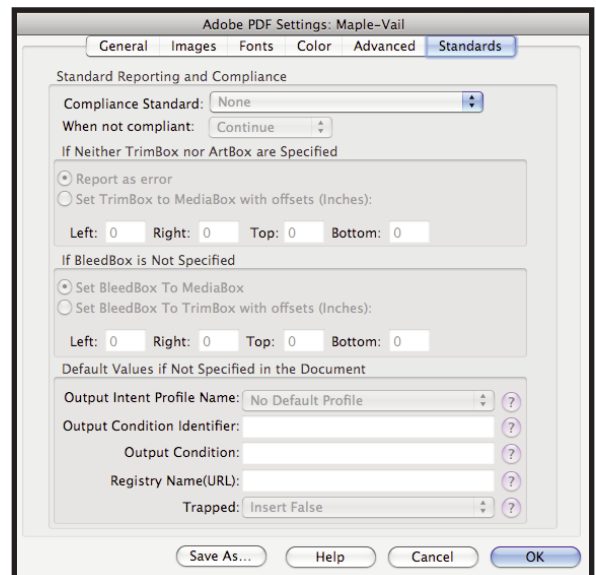 Adobe PDF Settings: Maple-Vail
General Images Fonts Color Advanced Standards
Standard Reporting and Compliance
Compliance Standard: None
When not compliant: Continue
If Neither TrimBox nor ArtBox are Specified
Report as error
Set TrimBox to MediaBox with offsets (Inches):
Left: 0 Right: 0 Top: 0 Bottom: 0
If BleedBox is Not Specified
Set BleedBox To MediaBox
Set BleedBox To TrimBox with offsets (Inches):
Left: 0 Right: 0 Top: 0 Bottom: 0
Default Values if Not Specified in the Document
Output Intent Profile Name: No Default Profile ?
Output Condition Identifier: ?
Output Condition: ?
Registry Name(URL): ?
Trapped: Insert False ?
Save As... Help Cancel OK